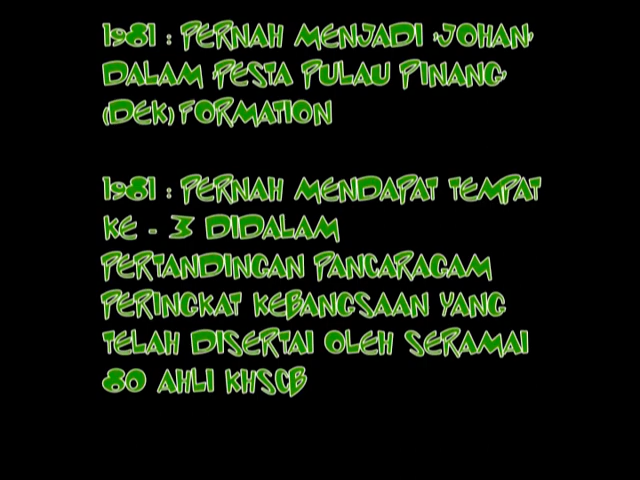 1981 : PERNAH MENJADI 'JOHAN'
DALAM 'PESTA PULAU PINANG'
(DEK) FORMATION
1981 : PERNAH MENDAPAT TEMPAT
KE - 3 DIDALAM
PERTANDINGAN PANCARAGAM
PERINGKAT KEBANGSAAN YANG
TELAH DISERTAI OLEH SERAMAI
80 AHLI KHSCB